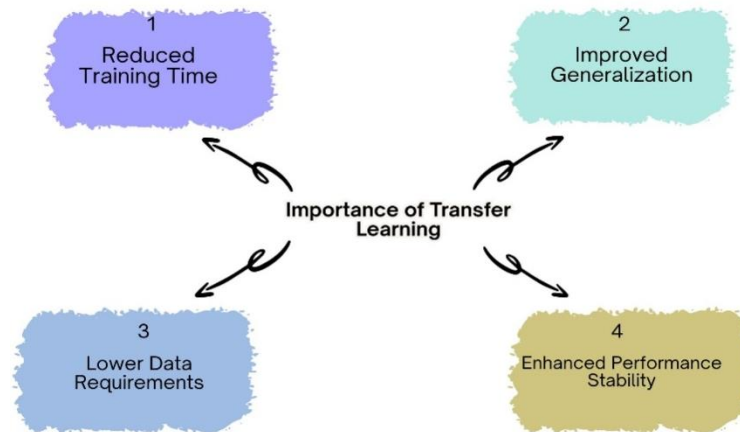 1
Reduced
Training Time
2
Improved
Generalization
Importance of Transfer
Learning
3
Lower Data
Requirements
4
Enhanced Performance
Stability